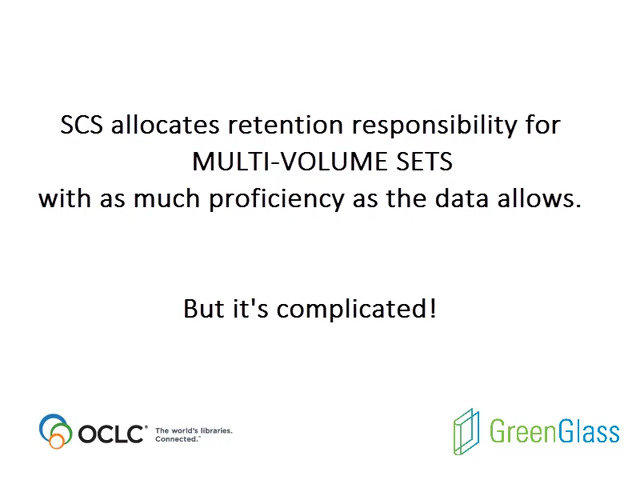 SCS allocates retention responsibility for
MULTI-VOLUME SETS
with as much proficiency as the data allows.
But it's complicated!
OCLC®
The world's libraries.
Connected.™
GreenGlass